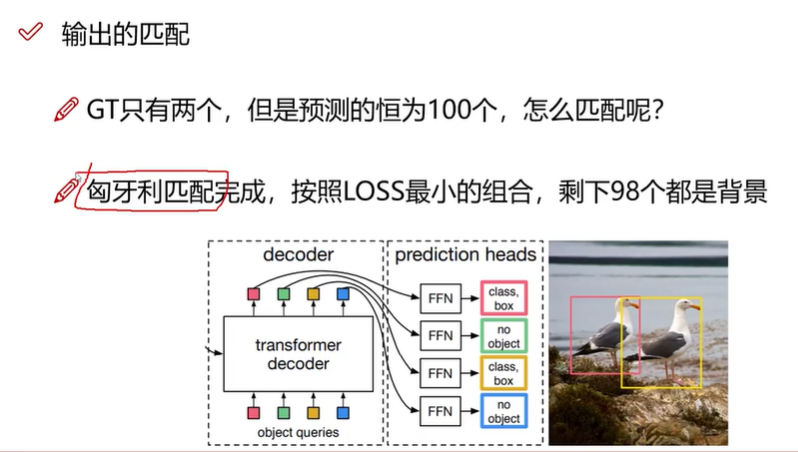 输出的匹配
GT只有两个，但是预测的恒为100个，怎么匹配呢？
匈牙利匹配完成，按照LOSS最小的组合，剩下98个都是背景
decoder
prediction heads
transformer
decoder
object queries
FFN
class,
box
FFN
no
object
FFN
class,
box
FFN
no
object